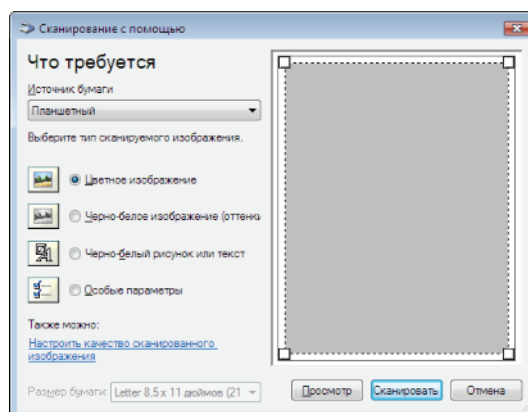 Сканирование с помощью
Что требуется
Источник бумаги
Планшетный
Выберите тип сканируемого изображения.
Цветное изображение
Черно-белое изображение (оттенки
Черно-белый рисунок или текст
Особые параметры
Также можно:
Настроить качество сканированного
изображения
Размер бумаги: Letter 8,5 x 11 дюймов (21
Просмотр Сканировать Отмена